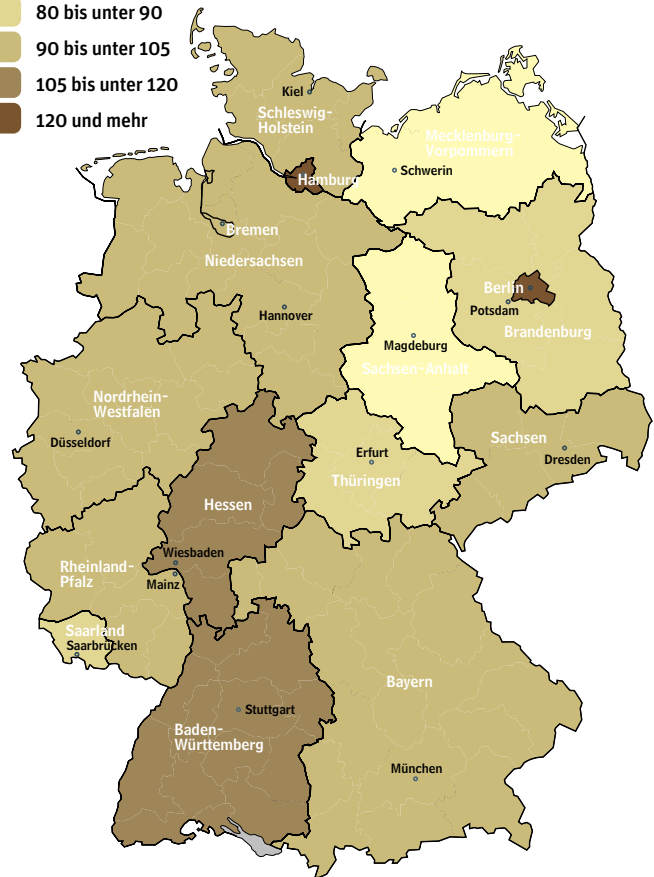 80 bis unter 90
90 bis unter 105
105 bis unter 120
120 und mehr
Kiel
Schleswig-
Holstein
Mecklenburg-
Vorpommern
Schwerin
Hamburg
Bremen
Niedersachsen
Hannover
Berlin
Potsdam
Brandenburg
Magdeburg
Sachsen-Anhalt
Nordrhein-
Westfalen
Düsseldorf
Sachsen
Dresden
Erfurt
Thüringen
Hessen
Wiesbaden
Mainz
Rheinland-
Pfalz
Saarland
Saarbrücken
Bayern
Stuttgart
Baden-
Württemberg
München